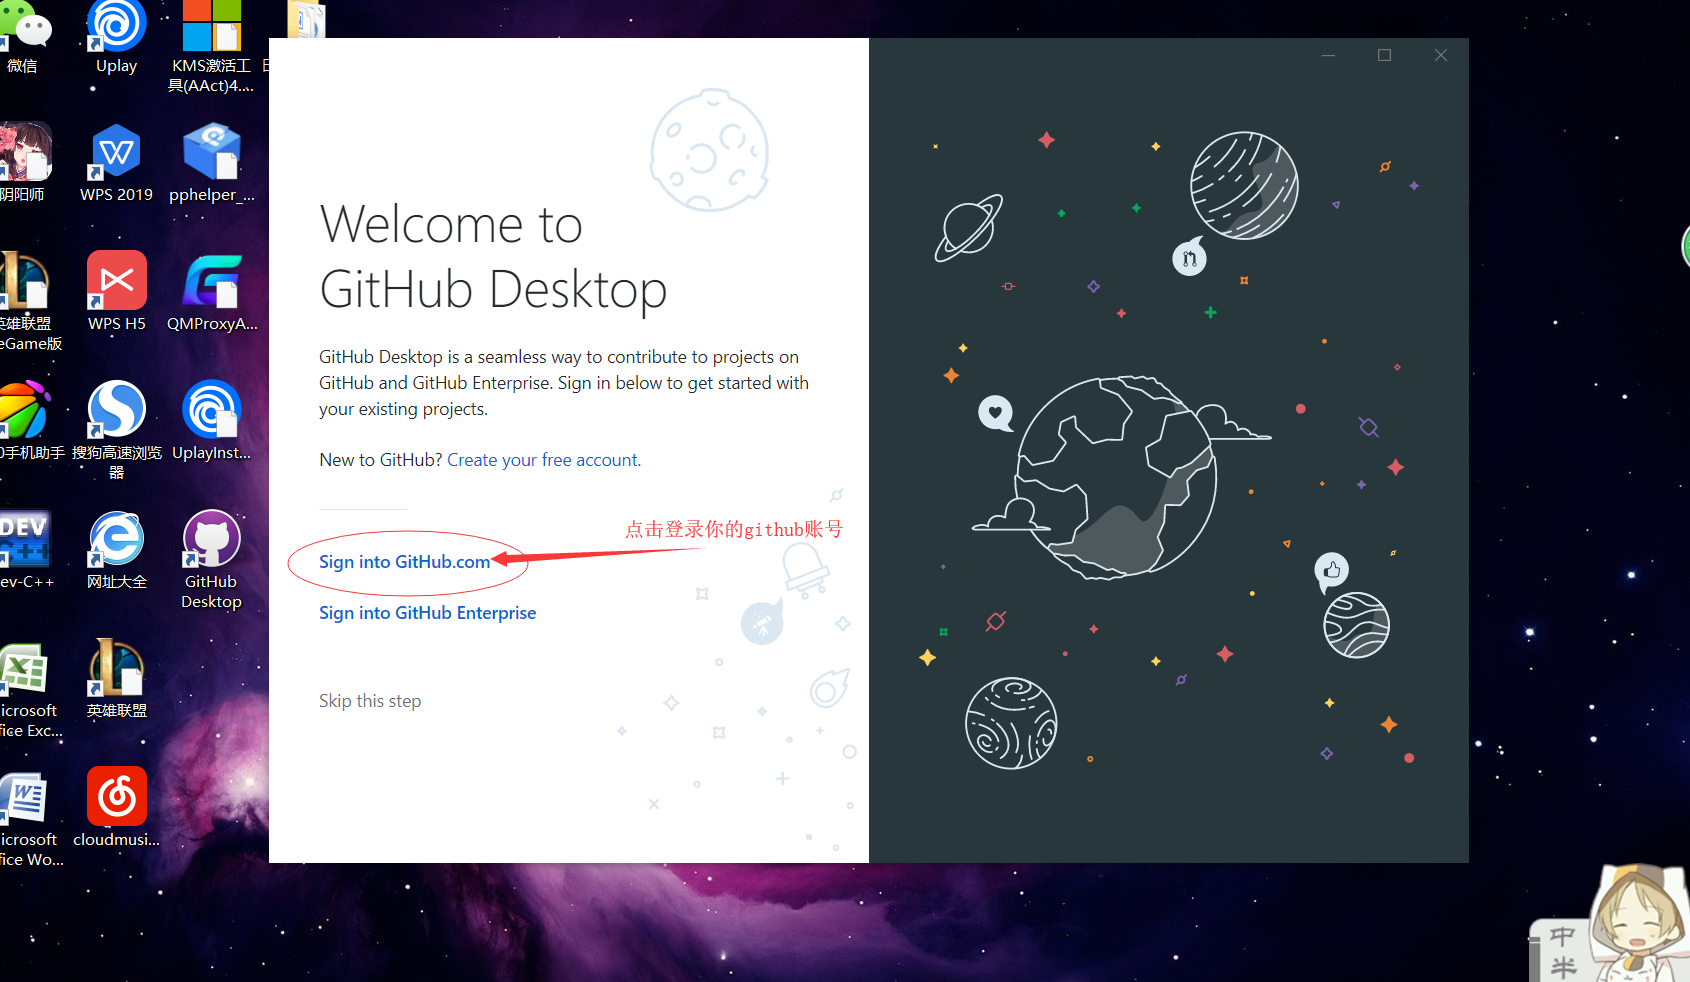 微信
Uplay
KMS激活工
具(AAct)4....
阴阳师
WPS 2019
pphelper_...
英雄联盟
eGame版
WPS H5
QMProxyA...
0手机助手
搜狗高速浏览
器
UplayInst...
DEV
C++
ev-C++
网址大全
GitHub
Desktop
icrosoft
fice Exc...
英雄联盟
icrosoft
fice Wo...
cloudmusi...
Welcome to
GitHub Desktop
GitHub Desktop is a seamless way to contribute to projects on
GitHub and GitHub Enterprise. Sign in below to get started with
your existing projects.
New to GitHub? Create your free account.
点击登录你的github账号
Sign into GitHub.com
Sign into GitHub Enterprise
Skip this step
中
半